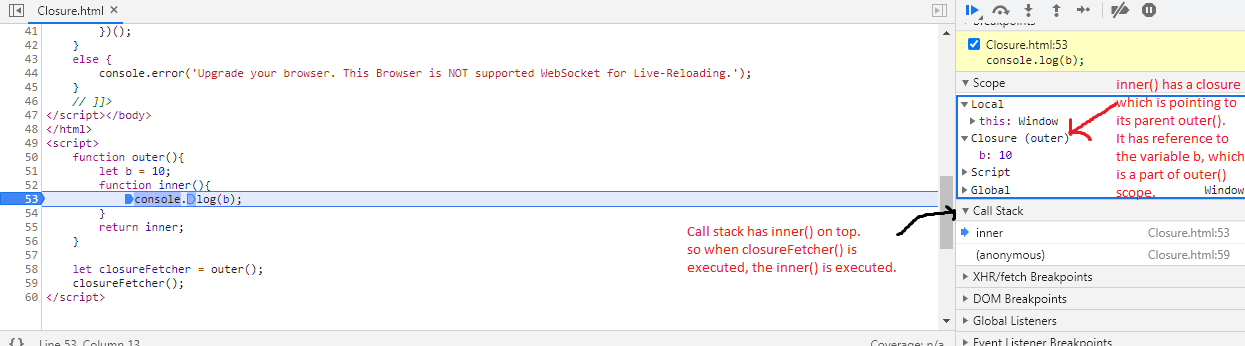 Closure.html ×
41 })();
42 }
43 else {
44 console.error('Upgrade your browser. This Browser is NOT supported WebSocket for Live-Reloading.');
45 }
46 // ]]>
47 </script></body>
48 </html>
49 <script>
50 function outer(){
51 let b = 10;
52 function inner(){
53 console.log(b);
54 }
55 return inner;
56 }
57
58 let closureFetcher = outer();
59 closureFetcher();
60 </script>
Call stack has inner() on top.
so when closureFetcher() is
executed, the inner() is executed.
{} Line 53, Column 13
Coverage: n/a
Breakpoints
Closure.html:53
console.log(b);
Scope
Local
this: Window
Closure (outer)
b: 10
Script
Global Window
inner() has a closure
which is pointing to
its parent outer().
It has reference to
the variable b, which
is a part of outer()
scope.
Call Stack
inner Closure.html:53
(anonymous) Closure.html:59
XHR/fetch Breakpoints
DOM Breakpoints
Global Listeners
Event Listener Breakpoints